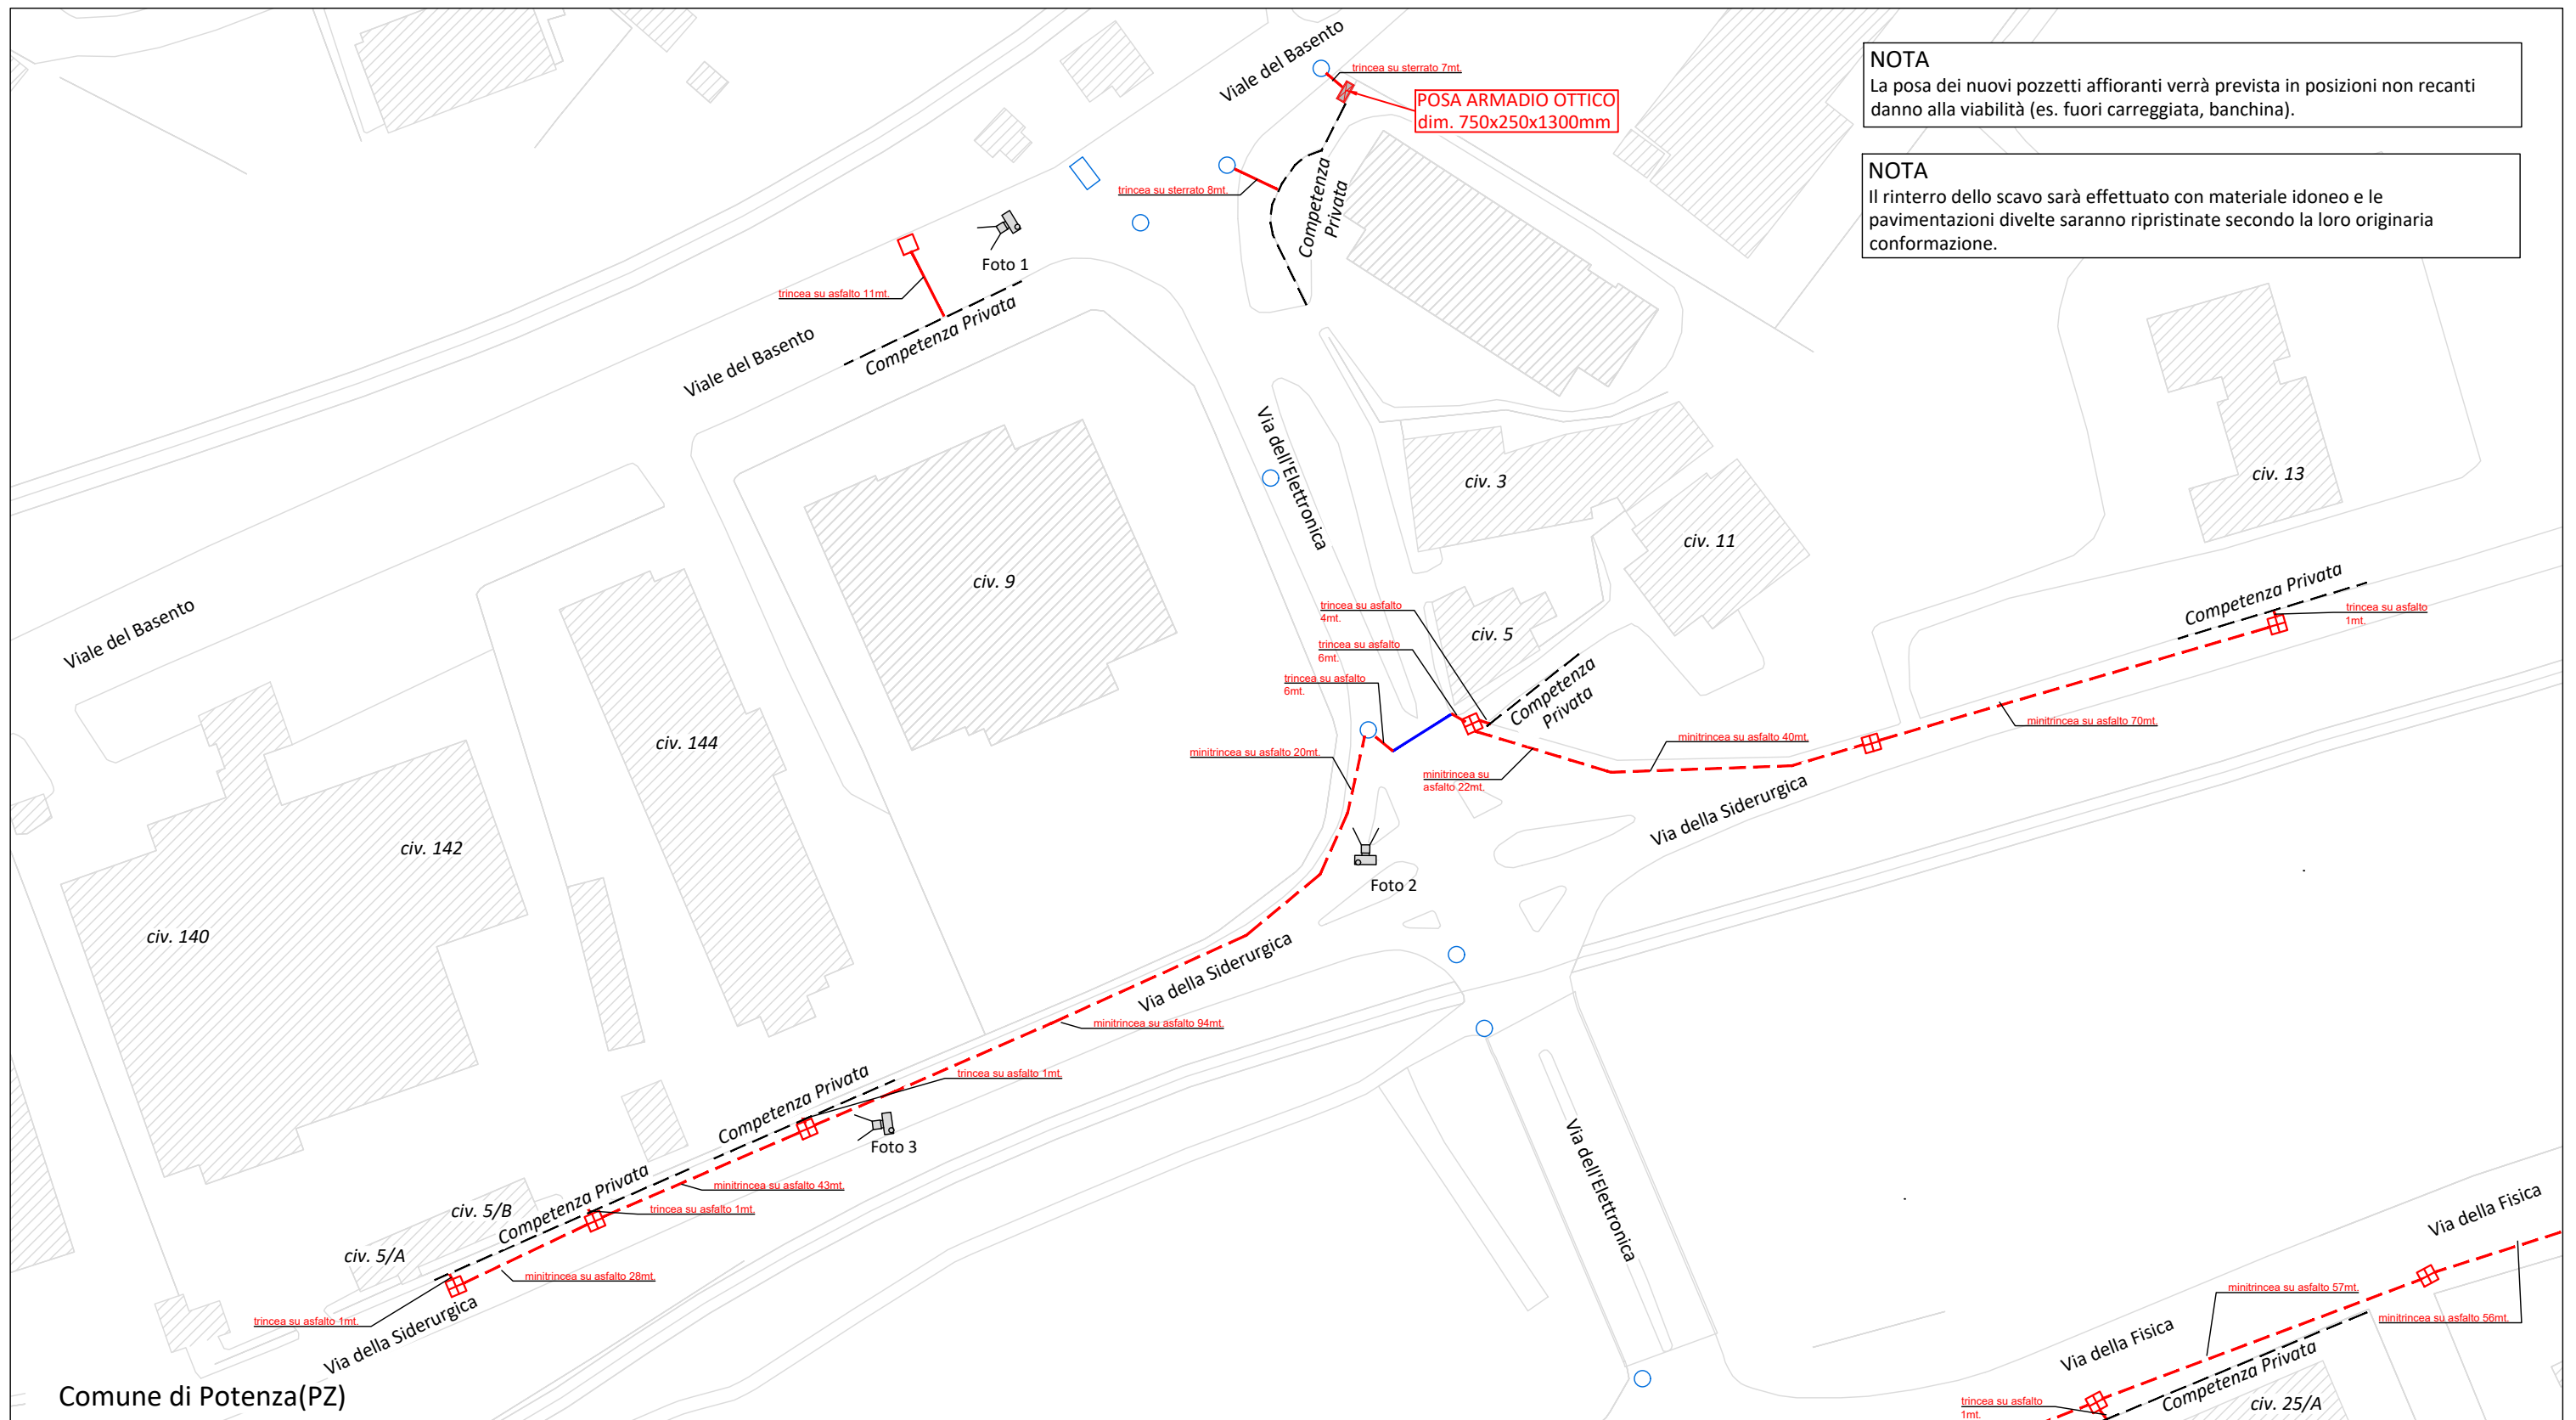 Viale del Basento
trincea su sterrato 7mt.
POSA ARMADIO OTTICO
dim. 750x250x1300mm
NOTA
La posa dei nuovi pozzetti affioranti verrà prevista in posizioni non recanti
danno alla viabilità (es. fuori carreggiata, banchina).
NOTA
Il rinterro dello scavo sarà effettuato con materiale idoneo e le
pavimentazioni divelte saranno ripristinate secondo la loro originaria
conformazione.
trincea su sterrato 8mt.
Competenza
Privata
Foto 1
trincea su asfalto 11mt.
Competenza Privata
Viale del Basento
Via dell'Elettronica
civ. 3
civ. 13
civ. 11
civ. 9
Competenza Privata
trincea su asfalto
1mt.
trincea su asfalto
4mt.
civ. 5
trincea su asfalto
6mt.
trincea su asfalto
6mt.
Competenza
Privata
Viale del Basento
civ. 144
minitrincea su asfalto 20mt.
minitrincea su
asfalto 22mt.
minitrincea su asfalto 40mt.
minitrincea su asfalto 70mt.
Via della Siderurgica
civ. 142
Foto 2
civ. 140
Via della Siderurgica
minitrincea su asfalto 94mt.
trincea su asfalto 1mt.
Competenza Privata
Foto 3
Via dell'Elettronica
minitrincea su asfalto 43mt.
Competenza Privata
civ. 5/B
trincea su asfalto 1mt.
civ. 5/A
minitrincea su asfalto 28mt.
trincea su asfalto 1mt.
Via della Siderurgica
Via della Fisica
minitrincea su asfalto 57mt.
minitrincea su asfalto 56mt.
Via della Fisica
Competenza Privata
trincea su asfalto
1mt.
civ. 25/A
Comune di Potenza(PZ)